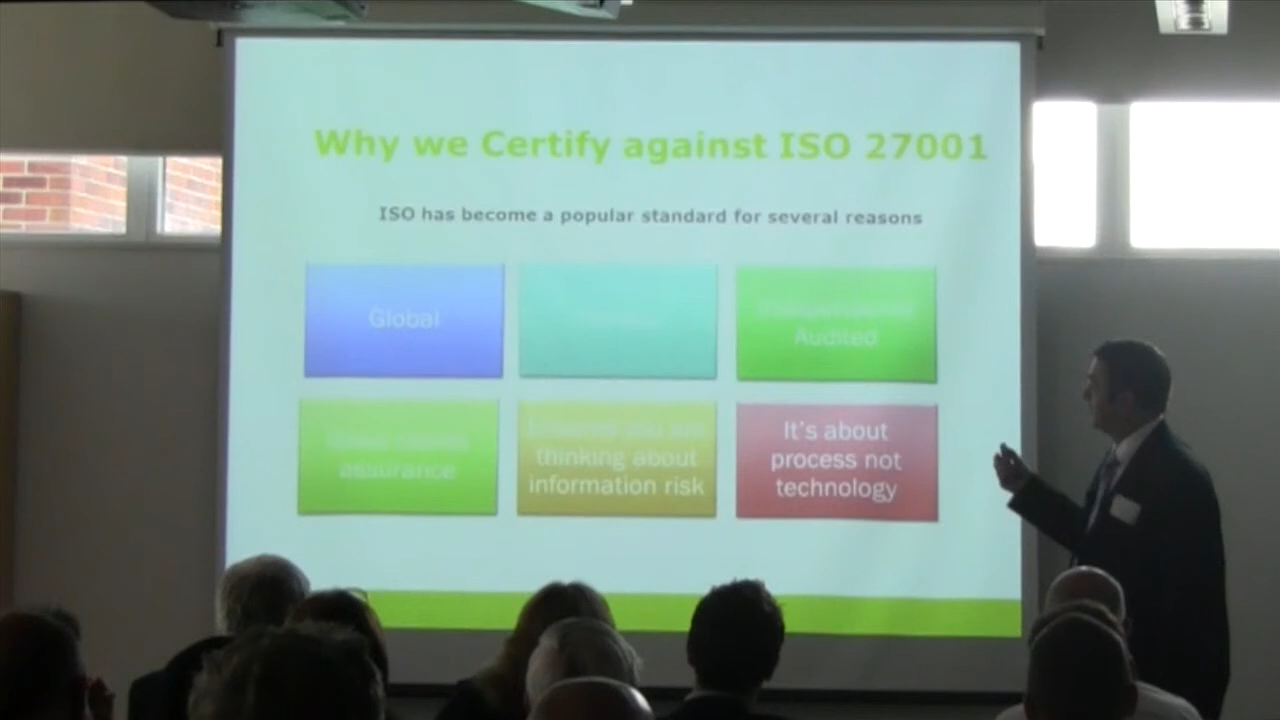 Why we Certify against ISO 27001
ISO has become a popular standard for several reasons
Global
Audited
assurance
thinking about
information risk
It's about
process not
technology